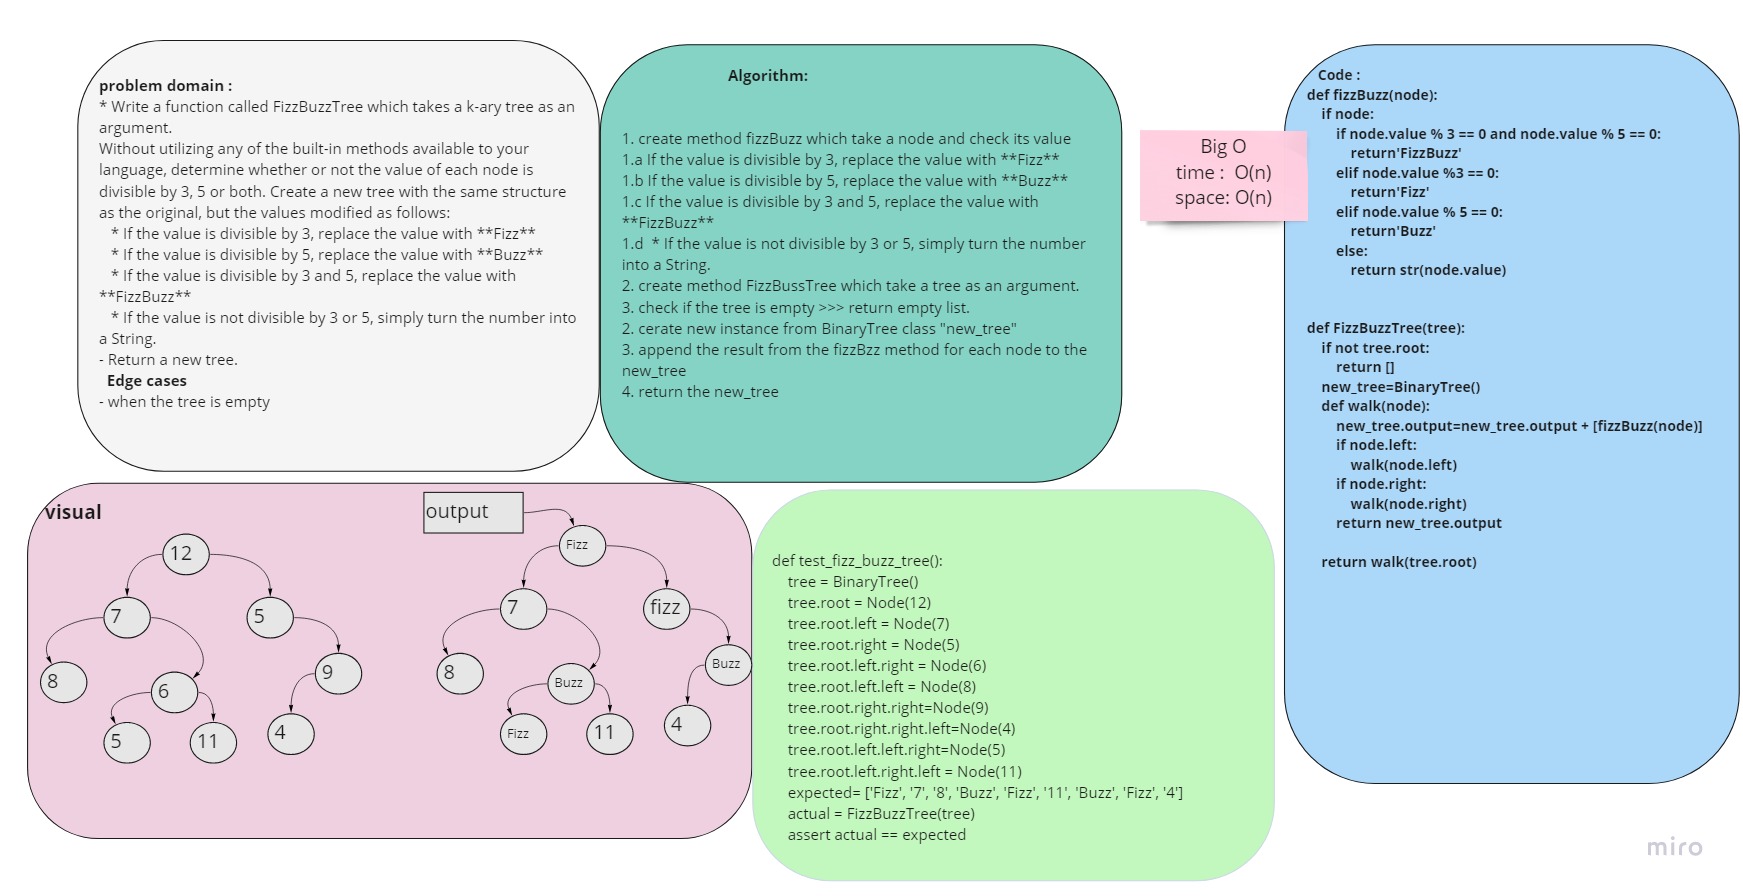 problem domain :
* Write a function called FizzBuzzTree which takes a k-ary tree as an
argument.
Without utilizing any of the built-in methods available to your
language, determine whether or not the value of each node is
divisible by 3, 5 or both. Create a new tree with the same structure
as the original, but the values modified as follows:
* If the value is divisible by 3, replace the value with **Fizz**
* If the value is divisible by 5, replace the value with **Buzz**
* If the value is divisible by 3 and 5, replace the value with
**FizzBuzz**
* If the value is not divisible by 3 or 5, simply turn the number into
a String.
- Return a new tree.
Edge cases
- when the tree is empty
Algorithm:
1. create method fizzBuzz which take a node and check its value
1.a If the value is divisible by 3, replace the value with **Fizz**
1.b If the value is divisible by 5, replace the value with **Buzz**
1.c If the value is divisible by 3 and 5, replace the value with
**FizzBuzz**
1.d  * If the value is not divisible by 3 or 5, simply turn the number
into a String.
2. create method FizzBussTree which take a tree as an argument.
3. check if the tree is empty >>> return empty list.
2. cerate new instance from BinaryTree class "new_tree"
3. append the result from the fizzBzz method for each node to the
new_tree
4. return the new_tree
Big O
time :  O(n)
space: O(n)
Code :
def fizzBuzz(node):
if node:
if node.value % 3 == 0 and node.value % 5 == 0:
return'FizzBuzz'
elif node.value %3 == 0:
return'Fizz'
elif node.value % 5 == 0:
return'Buzz'
else:
return str(node.value)
def FizzBuzzTree(tree):
if not tree.root:
return []
new_tree=BinaryTree()
def walk(node):
new_tree.output=new_tree.output + [fizzBuzz(node)]
if node.left:
walk(node.left)
if node.right:
walk(node.right)
return new_tree.output
return walk(tree.root)
visual
12
7
5
8
6
9
5
11
4
output
Fizz
7
fizz
8
Buzz
Buzz
Fizz
11
4
def test_fizz_buzz_tree():
tree = BinaryTree()
tree.root = Node(12)
tree.root.left = Node(7)
tree.root.right = Node(5)
tree.root.left.right = Node(6)
tree.root.left.left = Node(8)
tree.root.right.right=Node(9)
tree.root.right.right.left=Node(4)
tree.root.left.left.right=Node(5)
tree.root.left.right.left = Node(11)
expected= ['Fizz', '7', '8', 'Buzz', 'Fizz', '11', 'Buzz', 'Fizz', '4']
actual = FizzBuzzTree(tree)
assert actual == expected
miro